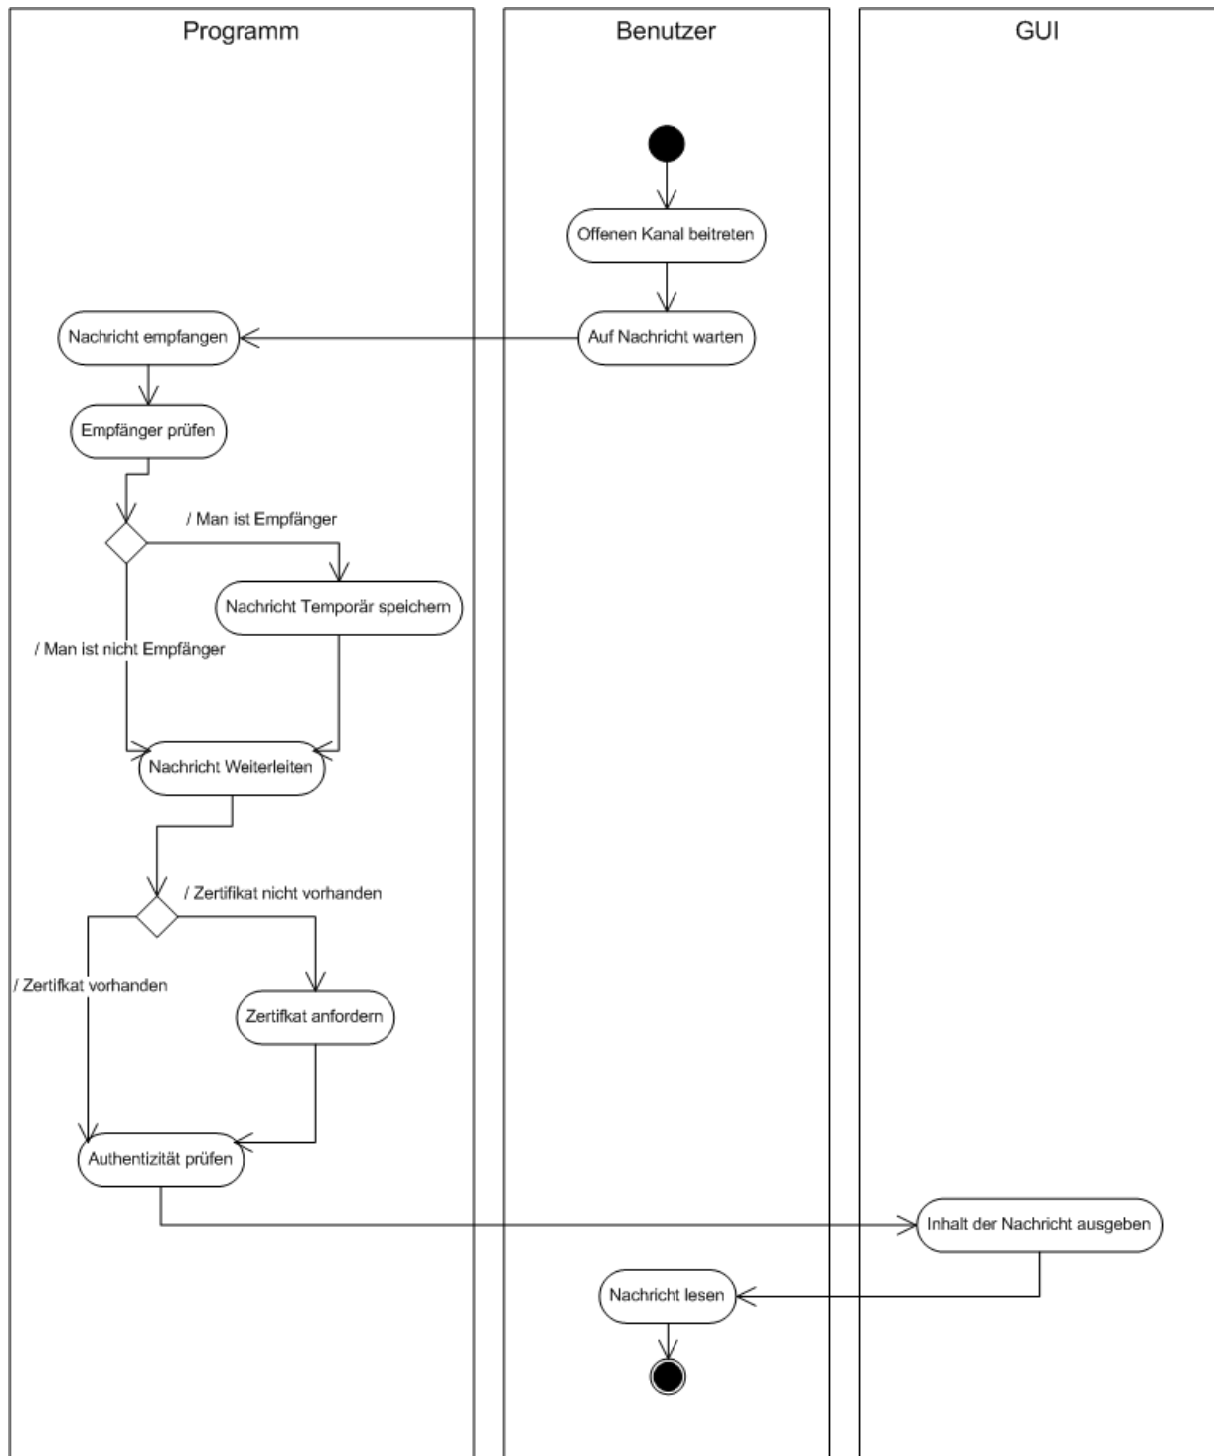 Programm
Benutzer
GUI
Offenen Kanal beitreten
Auf Nachricht warten
Nachricht empfangen
Empfänger prüfen
/ Man ist Empfänger
Nachricht Temporär speichern
/ Man ist nicht Empfänger
Nachricht Weiterleiten
/ Zertifikat nicht vorhanden
/ Zertifkat vorhanden
Zertifkat anfordern
Authentizität prüfen
Inhalt der Nachricht ausgeben
Nachricht lesen